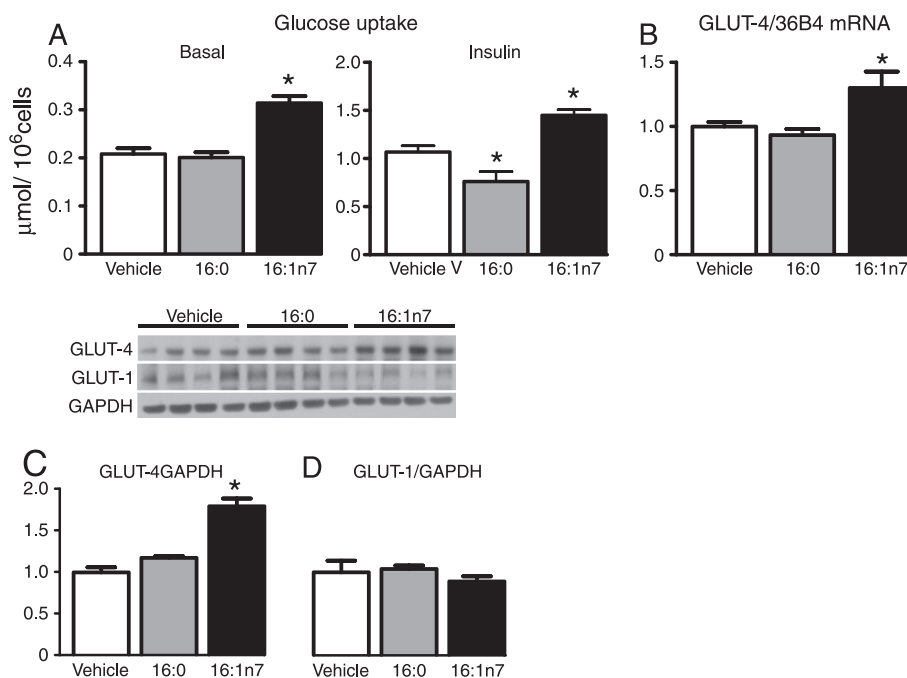 A
Glucose uptake
Basal
Insulin
μmol/ 10⁶cells
0.4
0.3
0.2
0.1
0
*
Vehicle 16:0 16:1n7
2.0
1.5
1.0
0.5
0
*
*
Vehicle V 16:0 16:1n7
B
GLUT-4/36B4 mRNA
1.5
1.0
0.5
0
*
Vehicle 16:0 16:1n7
Vehicle 16:0 16:1n7
GLUT-4
GLUT-1
GAPDH
C
GLUT-4GAPDH
2.0
1.0
0.5
0
*
Vehicle 16:0 16:1n7
D
GLUT-1/GAPDH
Vehicle 16:0 16:1n7